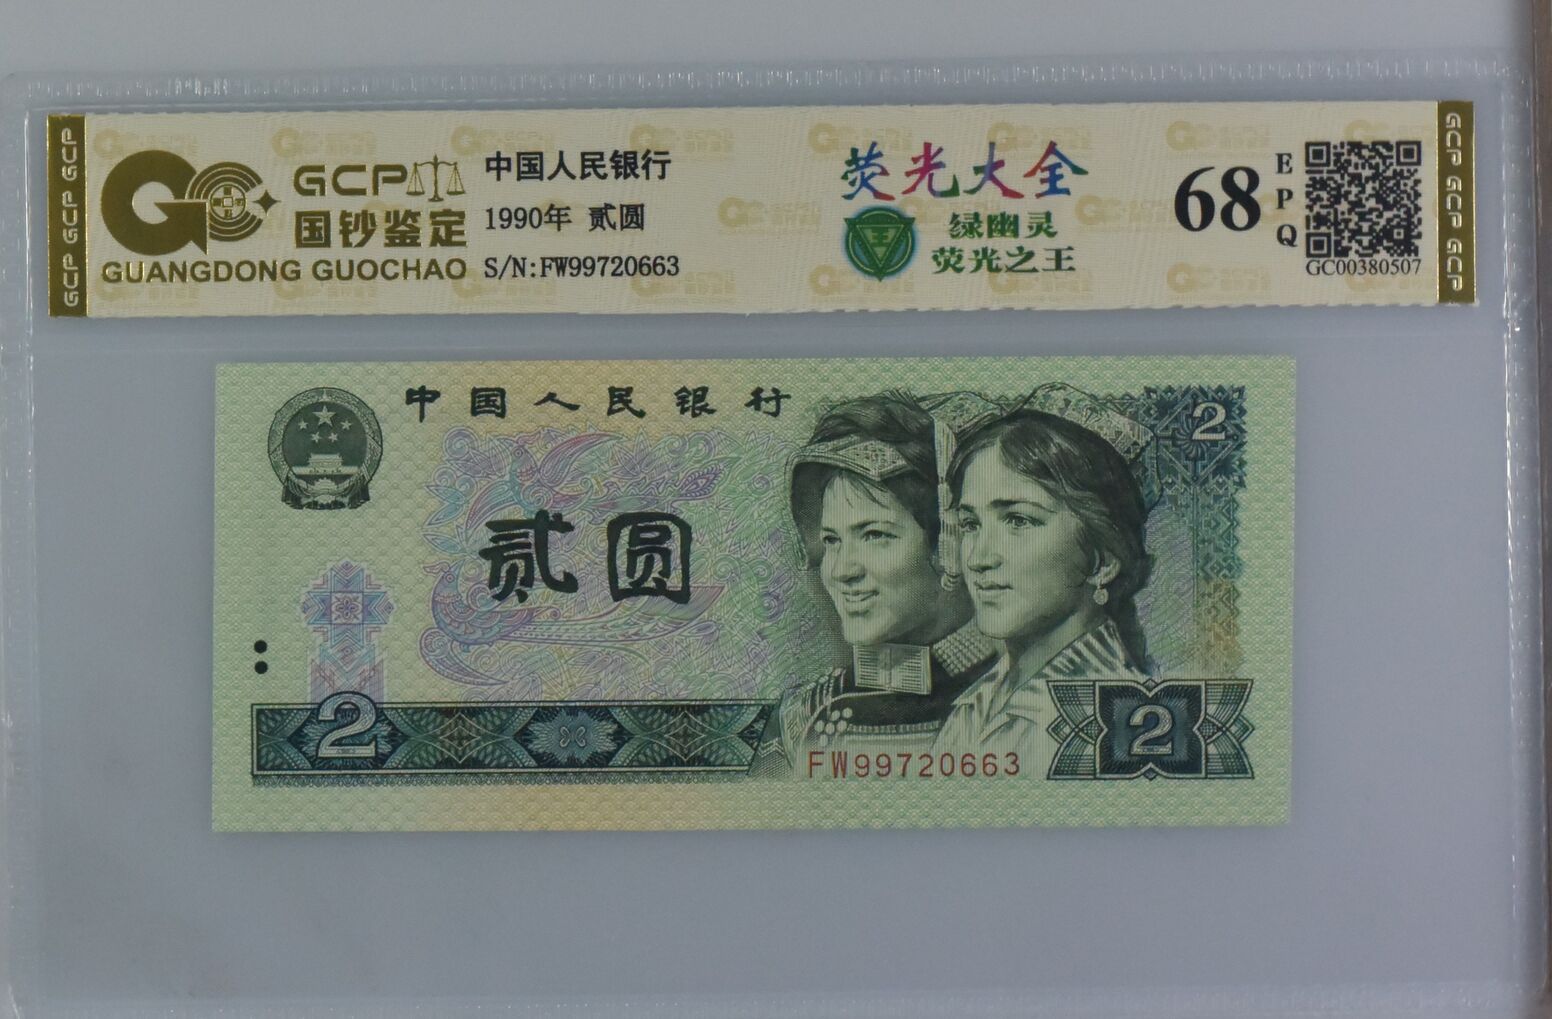 GCP GCP GCP
GCP
国钞鉴定
GUANGDONG GUOCHAO
中国人民银行
1990年 贰圆
S/N:FW99720663
荧光大全
王
绿幽灵
荧光之王
68
EPQ
GC00380507
GCP GCP GCP
中国人民银行
2
贰圆
2
FW99720663
2